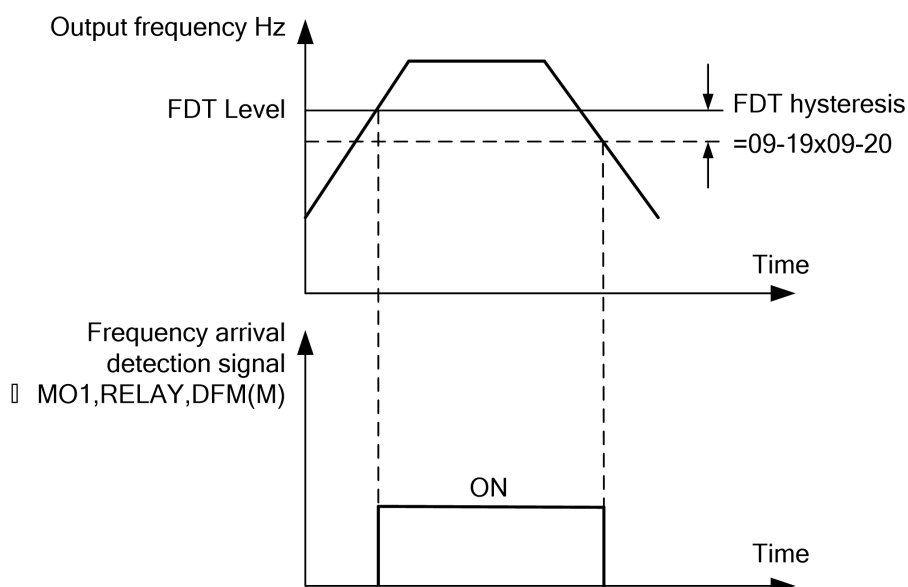 Output frequency Hz
FDT Level
FDT hysteresis
=09-19x09-20
Time
Frequency arrival
detection signal
MO1,RELAY,DFM(M)
ON
Time